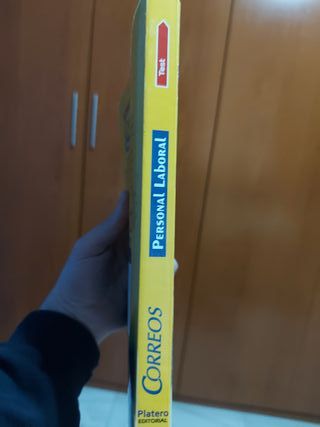 Test
PERSONAL LABORAL
CORREOS
Platero
EDITORIAL